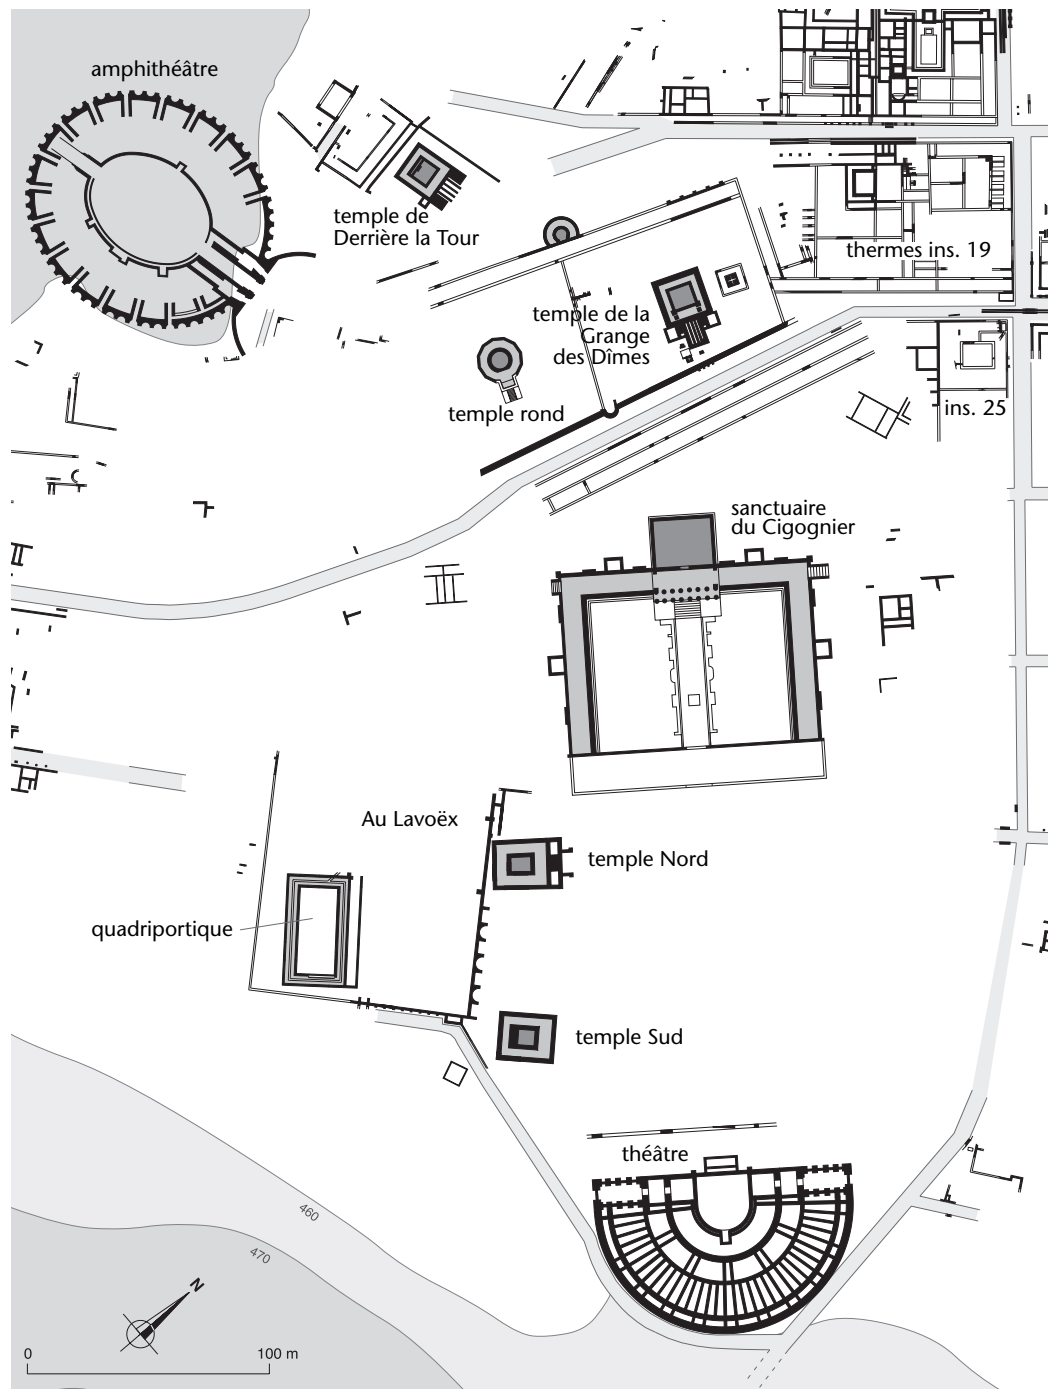 amphithéâtre
temple de
Derrière la Tour
thermes ins. 19
temple de la
Grange
des Dîmes
temple rond
ins. 25
sanctuaire
du Cigognier
Au Lavoëx
temple Nord
quadriportique
temple Sud
théâtre
460
470
N
0
100 m